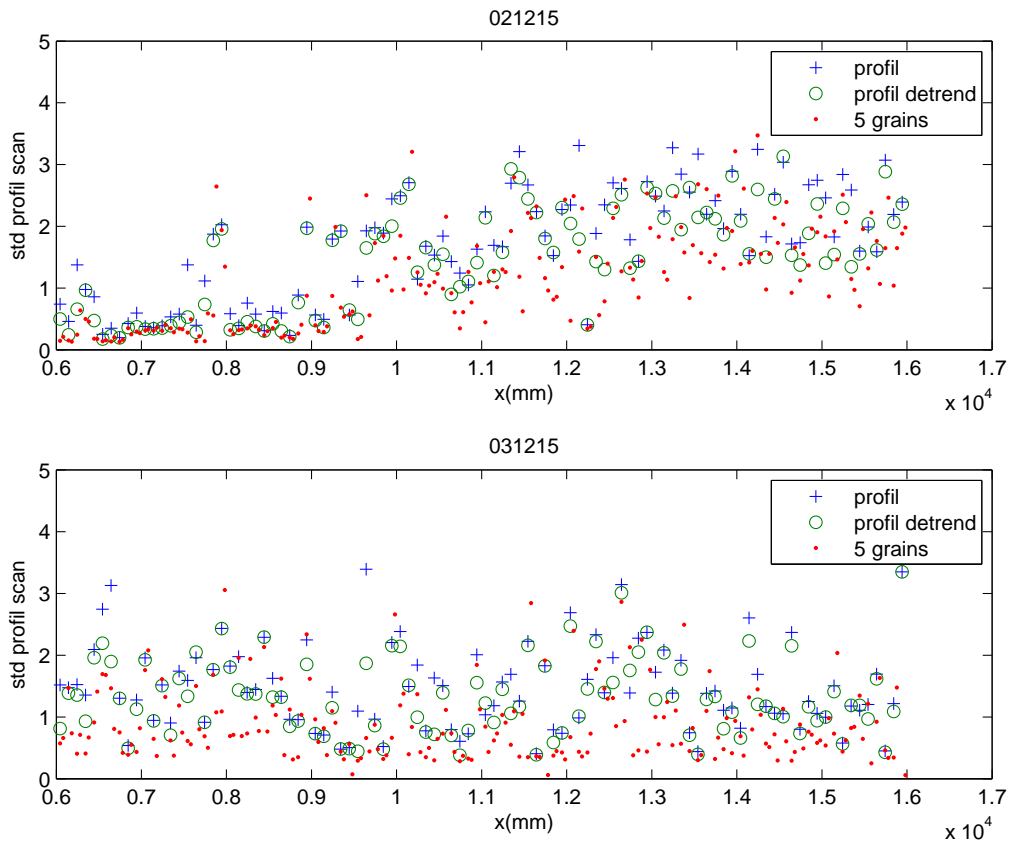 021215
5
4
3
2
1
0
std profil scan
profil
profil detrend
5 grains
0.6 0.7 0.8 0.9 1 1.1 1.2 1.3 1.4 1.5 1.6 1.7
x(mm)
x 10^4
031215
5
4
3
2
1
0
std profil scan
profil
profil detrend
5 grains
0.6 0.7 0.8 0.9 1 1.1 1.2 1.3 1.4 1.5 1.6 1.7
x(mm)
x 10^4